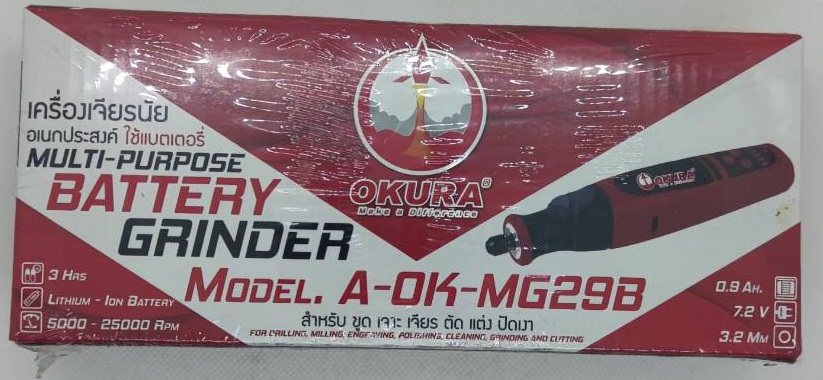 เครื่องเจียรนัย
อเนกประสงค์ ใช้แบตเตอรี่
MULTI-PURPOSE
BATTERY
GRINDER
OKURA®
Make a Difference
OKURA
MODEL. A-OK-MG29B
3 HRS
LITHIUM - ION BATTERY
5000 - 25000 RPM
0.9 AH.
7.2 V
3.2 MM
สำหรับ ขูด เจาะ เจียร ตัด แต่ง ปัดเงา
FOR DRILLING, MILLING, ENGRAVING, POLISHING, CLEANING, GRINDING AND CUTTING